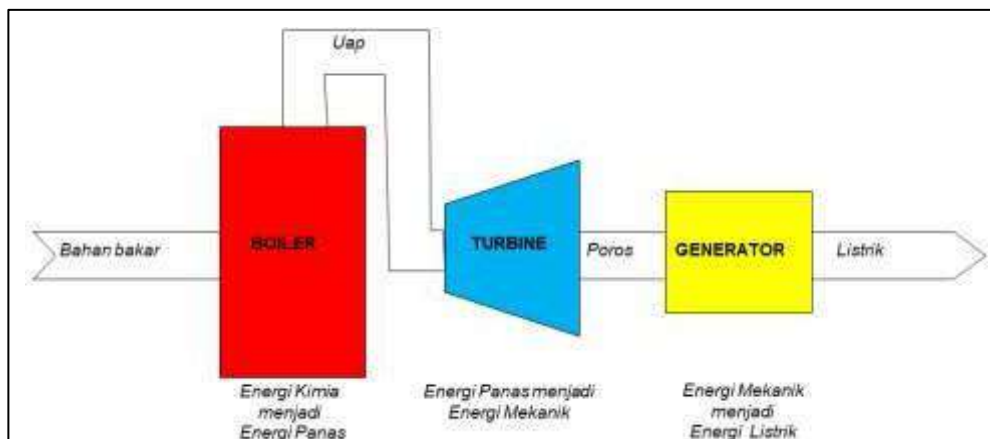 Uap
Bahan bakar
BOILER
TURBINE
Poros
GENERATOR
Listrik
Energi Kimia
menjadi
Energi Panas
Energi Panas menjadi
Energi Mekanik
Energi Mekanik
menjadi
Energi Listrik